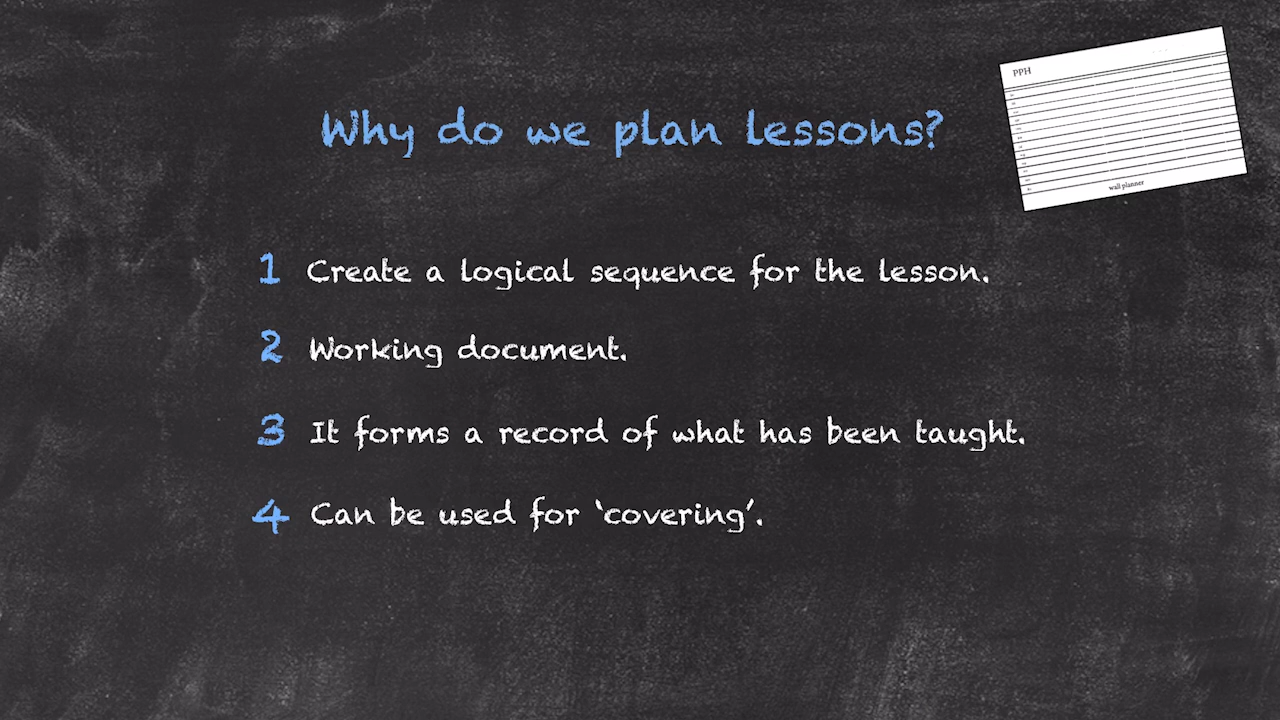 PPH
Why do we plan lessons?
wall planner
1 Create a logical sequence for the lesson.
2 Working document.
3 It forms a record of what has been taught.
4 Can be used for ‘covering’.